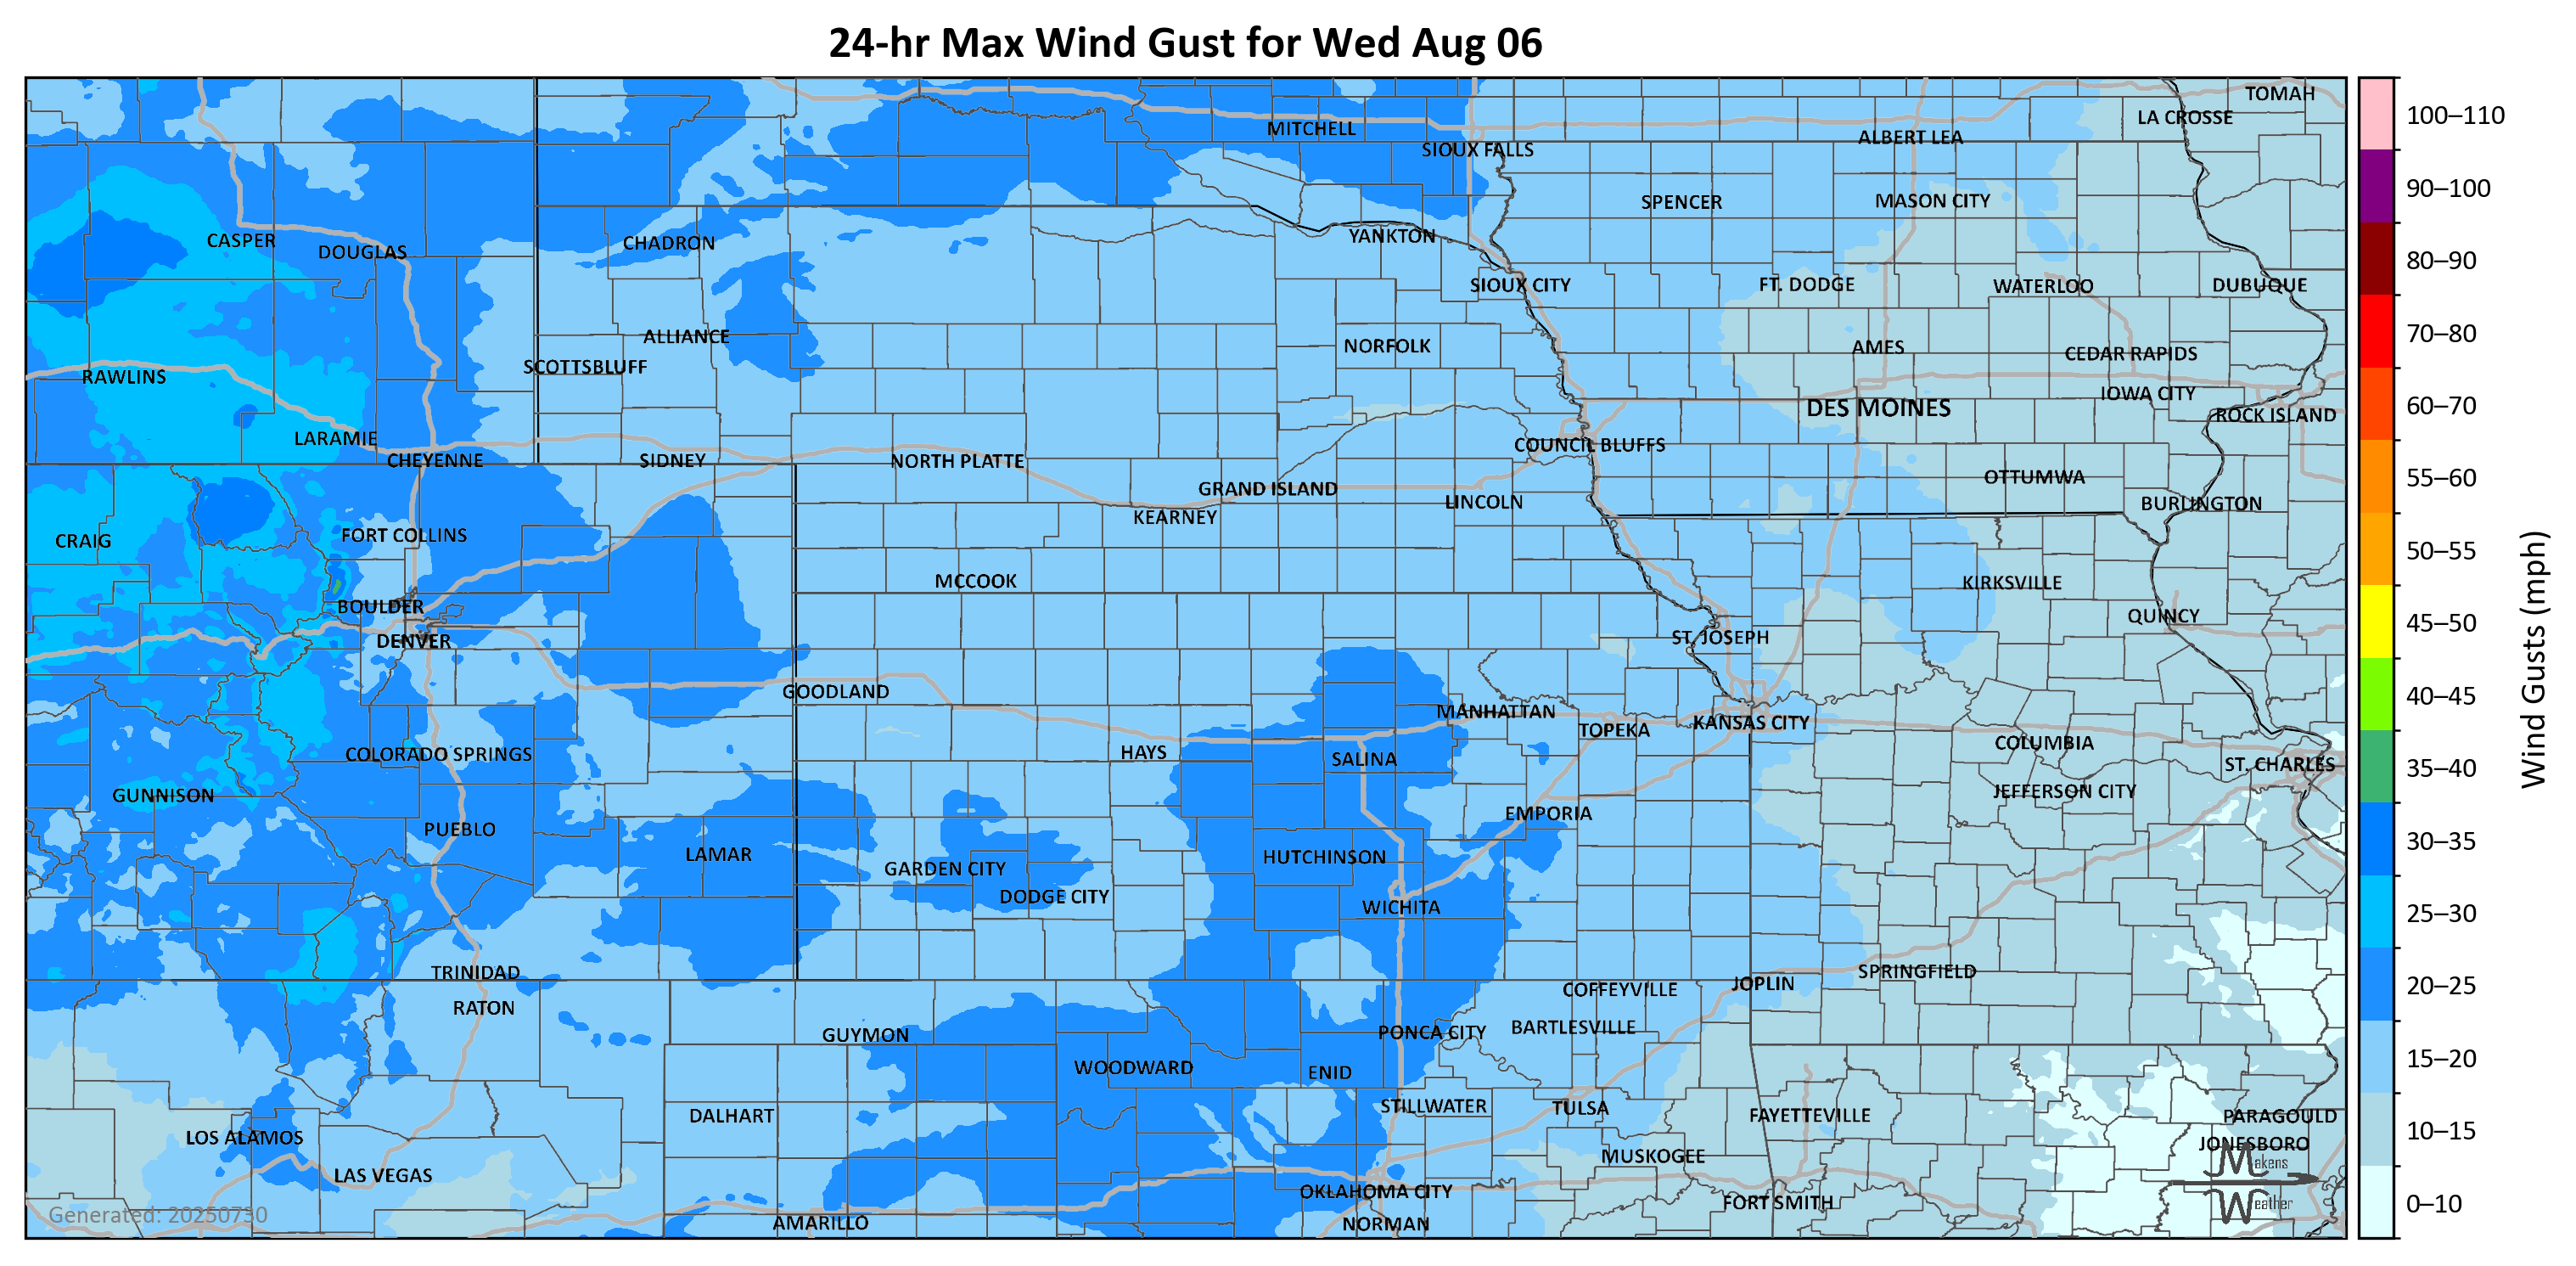 24-hr Max Wind Gust for Wed Aug 06
TOMAH
LA CROSSE
MITCHELL
ALBERT LEA
SIOUX FALLS
SPENCER
MASON CITY
CASPER
DOUGLAS
CHADRON
YANKTON
SIOUX CITY
FT. DODGE
WATERLOO
DUBUQUE
ALLIANCE
NORFOLK
AMES
CEDAR RAPIDS
SCOTTSBLUFF
RAWLINS
IOWA CITY
DES MOINES
ROCK ISLAND
LARAMIE
COUNCIL BLUFFS
CHEYENNE
SIDNEY
NORTH PLATTE
OTTUMWA
GRAND ISLAND
LINCOLN
BURLINGTON
KEARNEY
FORT COLLINS
CRAIG
MCCOOK
KIRKSVILLE
BOULDER
QUINCY
DENVER
ST. JOSEPH
GOODLAND
MANHATTAN
KANSAS CITY
TOPEKA
COLUMBIA
HAYS
COLORADO SPRINGS
SALINA
ST. CHARLES
JEFFERSON CITY
GUNNISON
EMPORIA
PUEBLO
LAMAR
HUTCHINSON
GARDEN CITY
DODGE CITY
WICHITA
TRINIDAD
SPRINGFIELD
JOPLIN
COFFEYVILLE
RATON
BARTLESVILLE
PONCA CITY
GUYMON
WOODWARD
ENID
STILLWATER
TULSA
DALHART
FAYETTEVILLE
PARAGOULD
LOS ALAMOS
JONESBORO
MUSKOGEE
LAS VEGAS
OKLAHOMA CITY
FORT SMITH
AMARILLO
NORMAN
Generated: 20250730
Makens
Weather
100–110
90–100
80–90
70–80
60–70
55–60
50–55
45–50
40–45
35–40
30–35
25–30
20–25
15–20
10–15
0–10
Wind Gusts (mph)